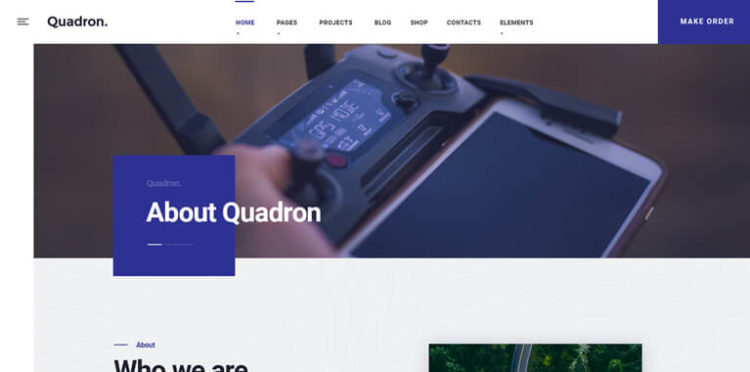 Quadron.
HOME PAGES PROJECTS BLOG SHOP CONTACTS ELEMENTS
MAKE ORDER
Quadron.
About Quadron
About
Who we are